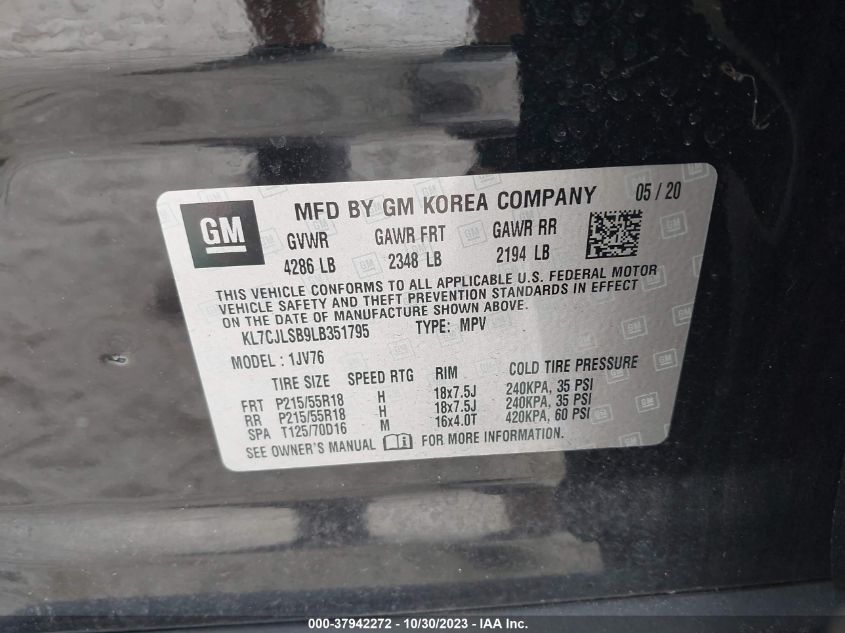 GM
MFD BY GM KOREA COMPANY 05 / 20
GVWR GAWR FRT GAWR RR
4286 LB 2348 LB 2194 LB
THIS VEHICLE CONFORMS TO ALL APPLICABLE U.S. FEDERAL MOTOR
VEHICLE SAFETY AND THEFT PREVENTION STANDARDS IN EFFECT
ON THE DATE OF MANUFACTURE SHOWN ABOVE.
KL7CJLSB9LB351795 TYPE: MPV
MODEL : 1JV76
TIRE SIZE SPEED RTG RIM COLD TIRE PRESSURE
FRT P215/55R18 H 18x7.5J 240KPA, 35 PSI
RR P215/55R18 H 18x7.5J 240KPA, 35 PSI
SPA T125/70D16 M 16x4.0T 420KPA, 60 PSI
SEE OWNER'S MANUAL FOR MORE INFORMATION.
000-37942272 - 10/30/2023 - IAAI, Inc.